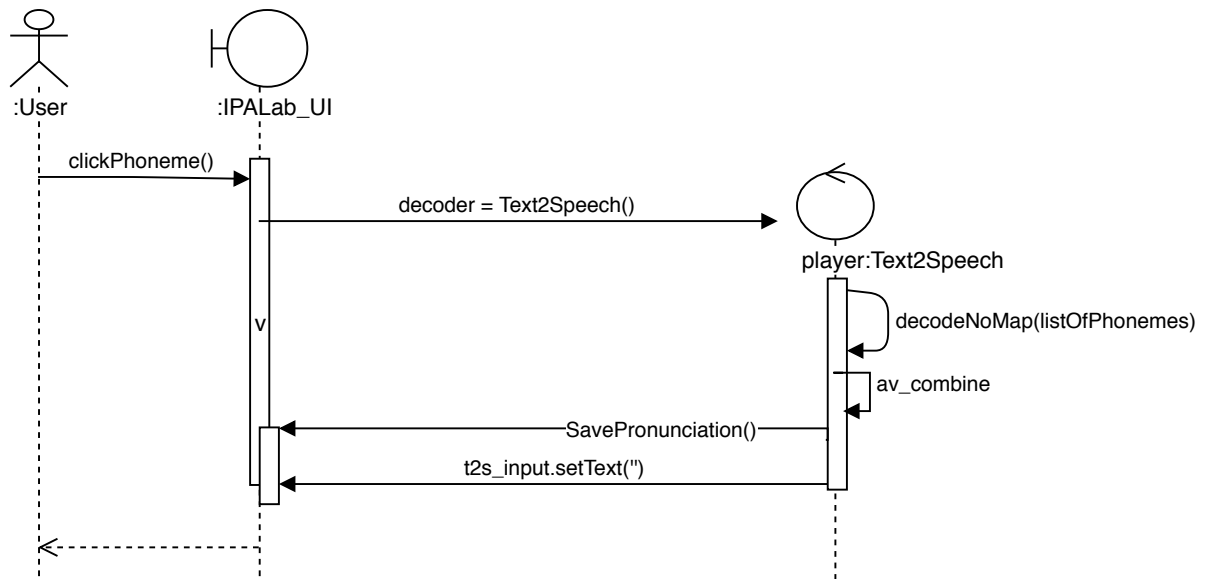 :User
:IPALab_UI
clickPhoneme()
decoder = Text2Speech()
player:Text2Speech
v
decodeNoMap(listOfPhonemes)
av_combine
SavePronunciation()
t2s_input.setText('')